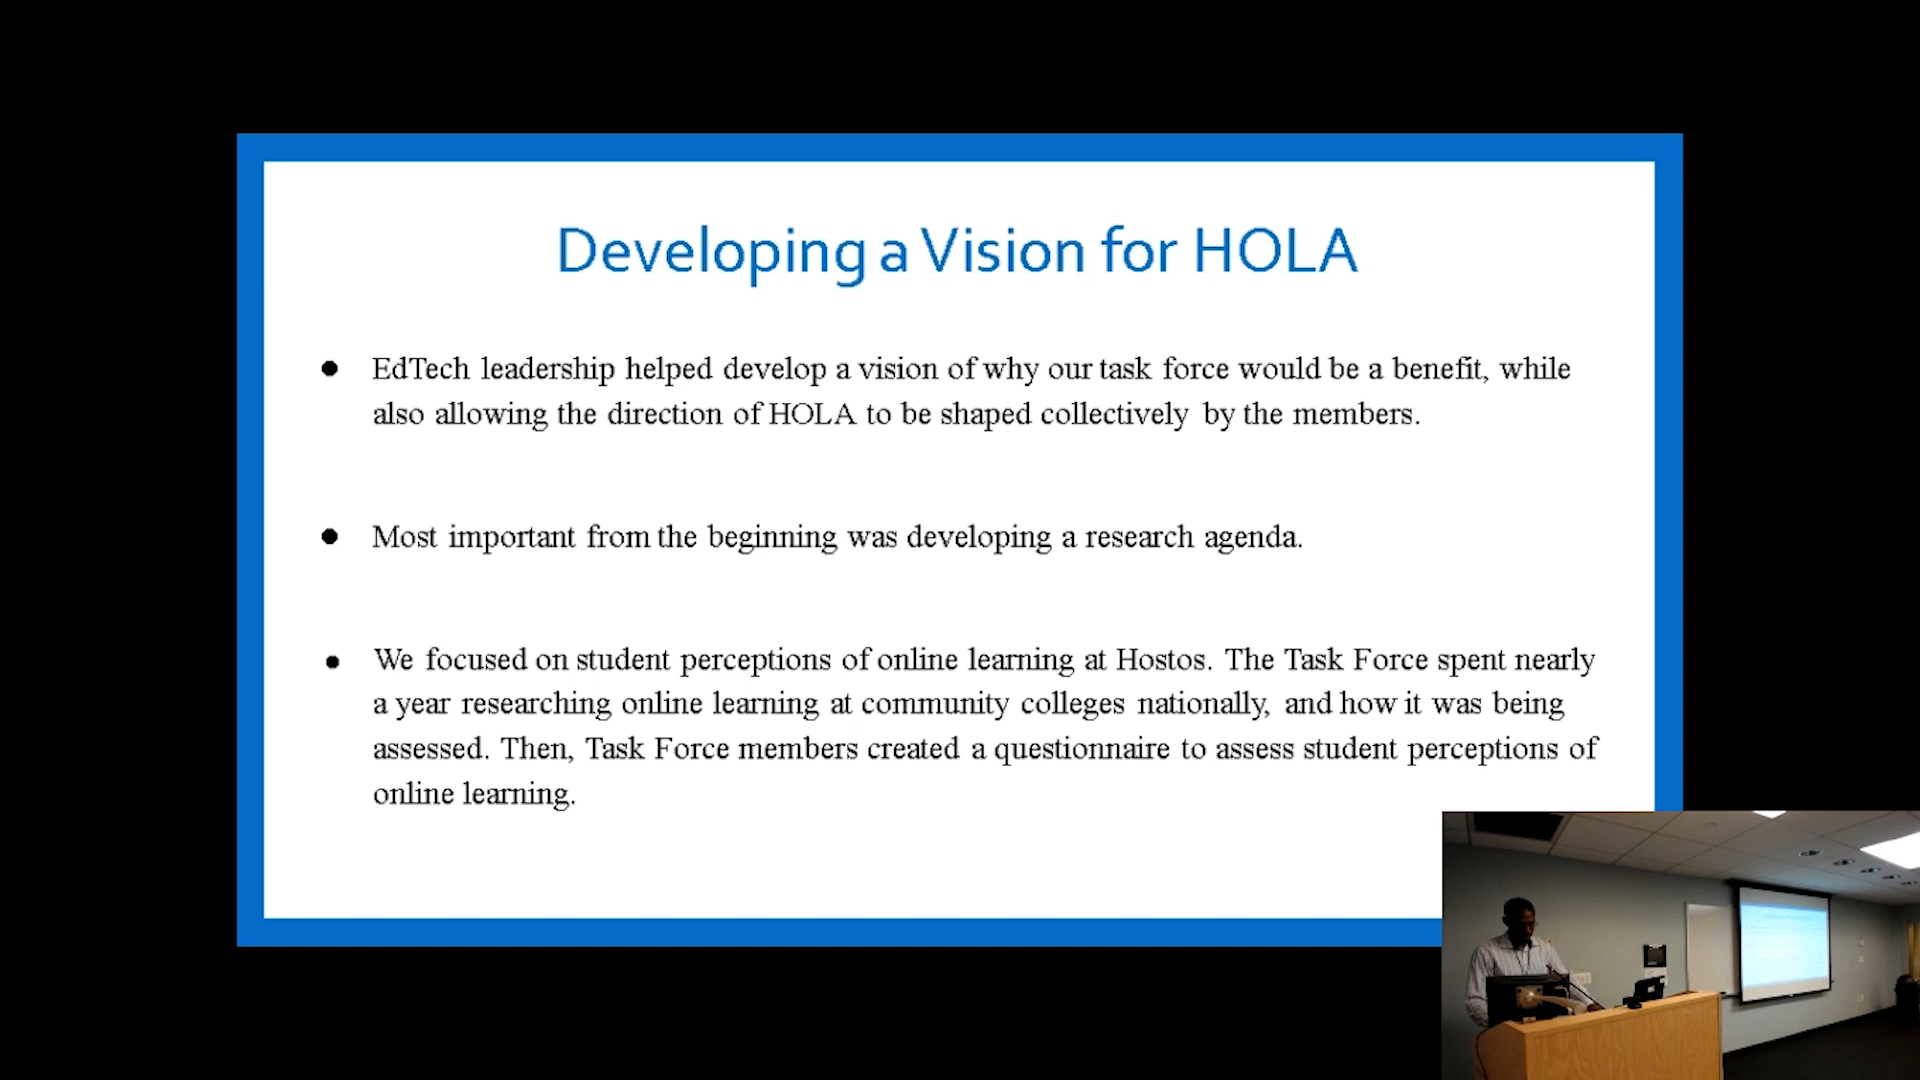 Developing a Vision for HOLA
● EdTech leadership helped develop a vision of why our task force would be a benefit, while
also allowing the direction of HOLA to be shaped collectively by the members.
● Most important from the beginning was developing a research agenda.
● We focused on student perceptions of online learning at Hostos. The Task Force spent nearly
a year researching online learning at community colleges nationally, and how it was being
assessed. Then, Task Force members created a questionnaire to assess student perceptions of
online learning.